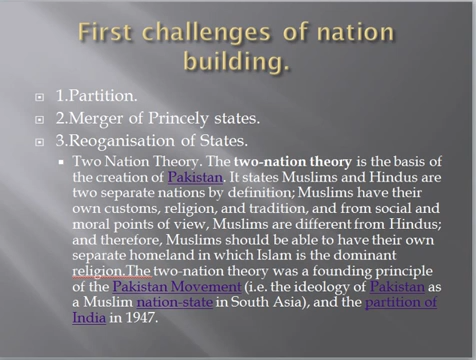 First challenges of nation
building.
1.Partition.
2.Merger of Princely states.
3.Reoganisation of States.
Two Nation Theory. The two-nation theory is the basis of
the creation of Pakistan. It states Muslims and Hindus are
two separate nations by definition; Muslims have their
own customs, religion, and tradition, and from social and
moral points of view, Muslims are different from Hindus;
and therefore, Muslims should be able to have their own
separate homeland in which Islam is the dominant
religion.The two-nation theory was a founding principle
of the Pakistan Movement (i.e. the ideology of Pakistan as
a Muslim nation-state in South Asia), and the partition of
India in 1947.